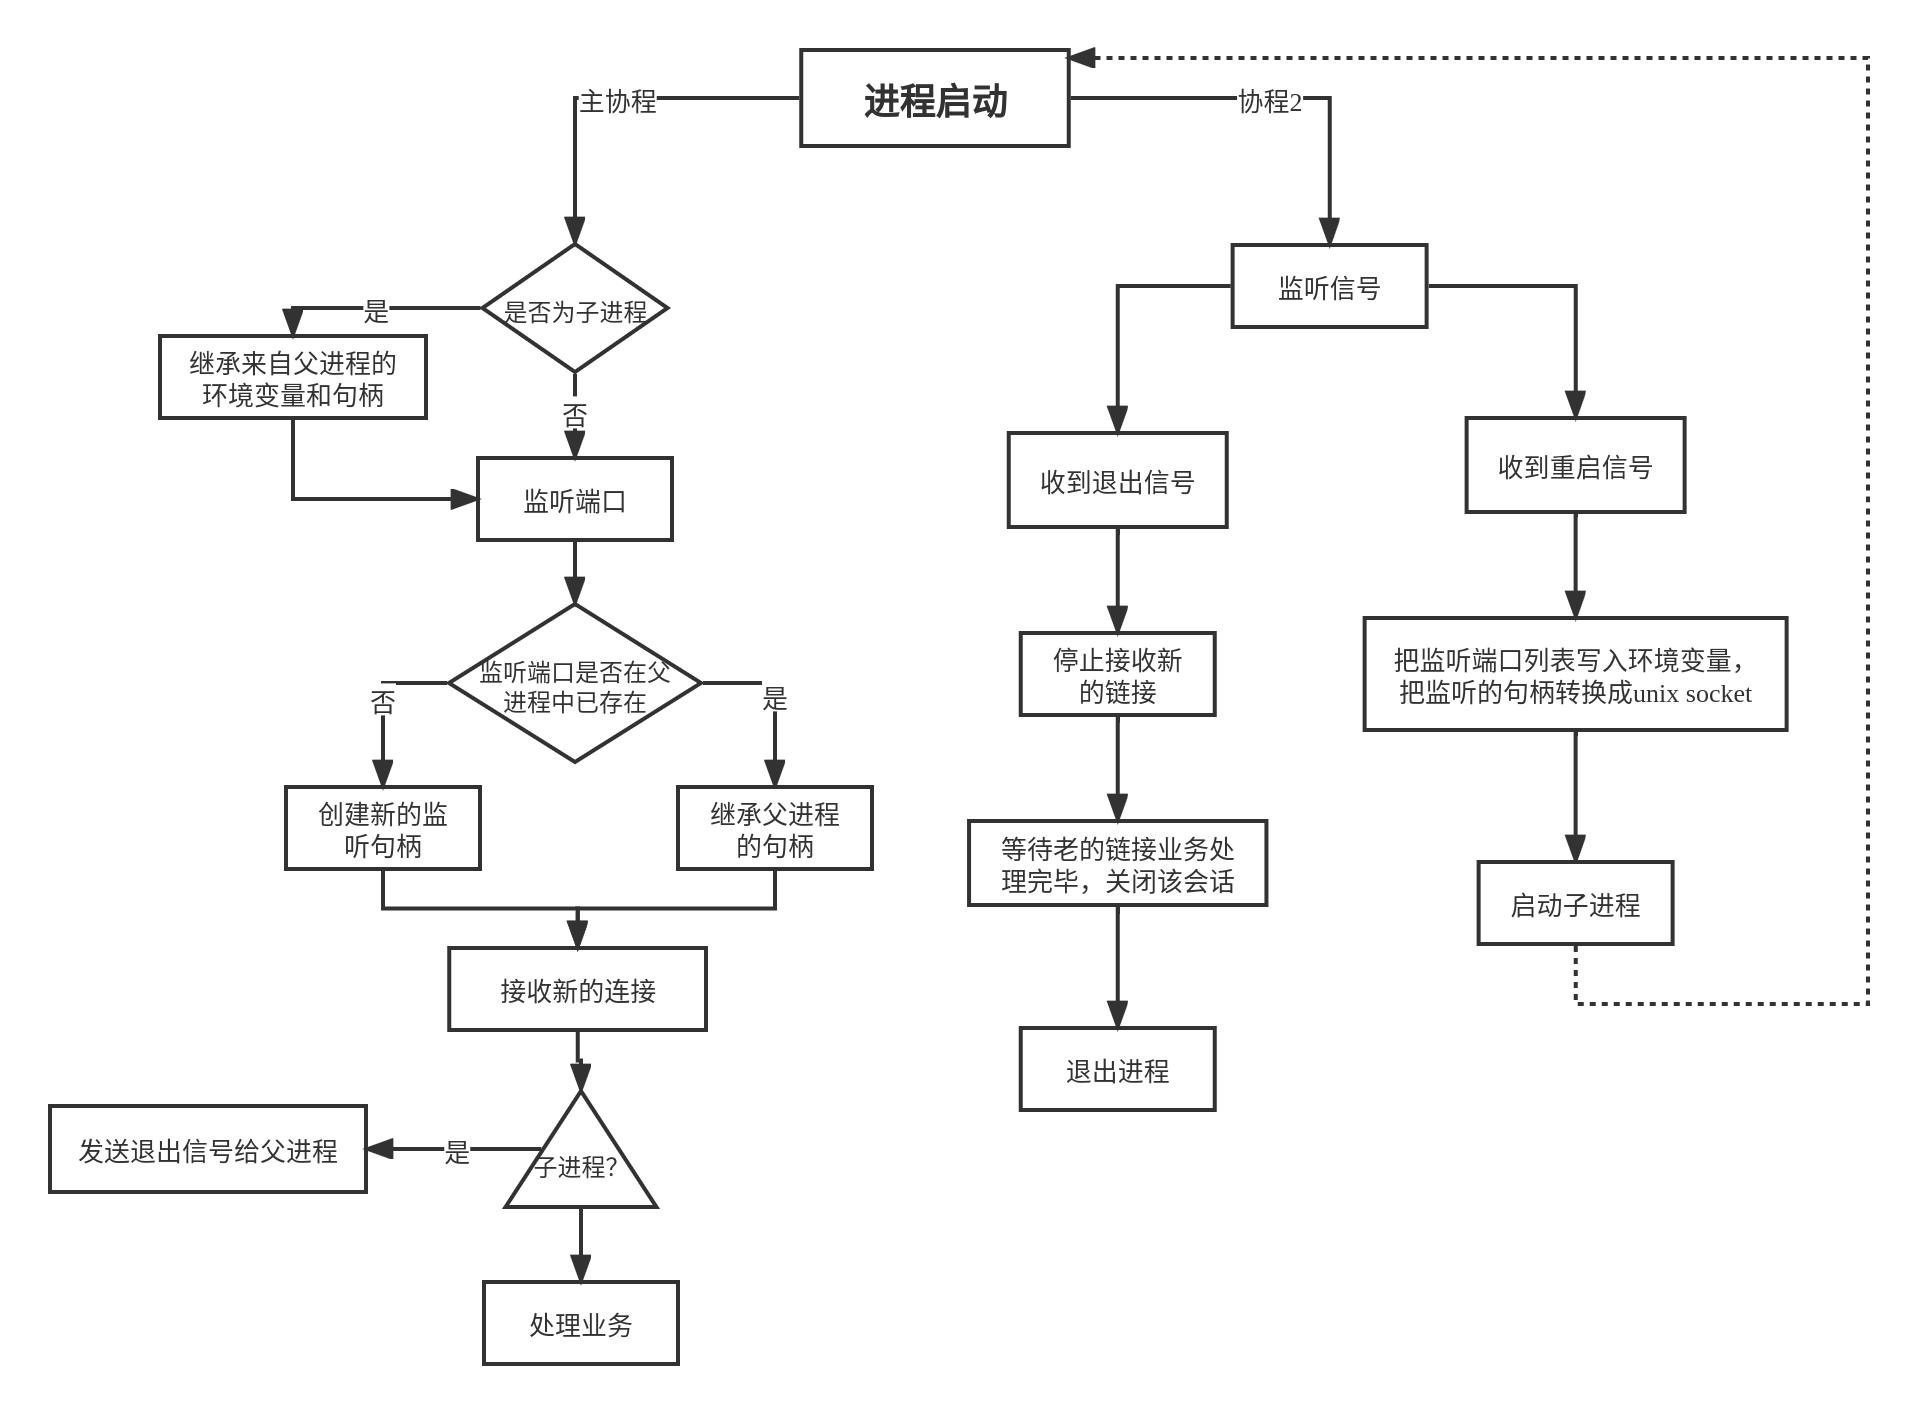 进程启动
主协程
协程2
是否为子进程
监听信号
是
继承来自父进程的
环境变量和句柄
否
监听端口
收到退出信号
收到重启信号
监听端口是否在父
进程中已存在
否
是
停止接收新
的链接
把监听端口列表写入环境变量，
把监听的句柄转换成unix socket
创建新的监
听句柄
继承父进程
的句柄
等待老的链接业务处
理完毕，关闭该会话
启动子进程
接收新的连接
退出进程
发送退出信号给父进程
是
子进程？
处理业务